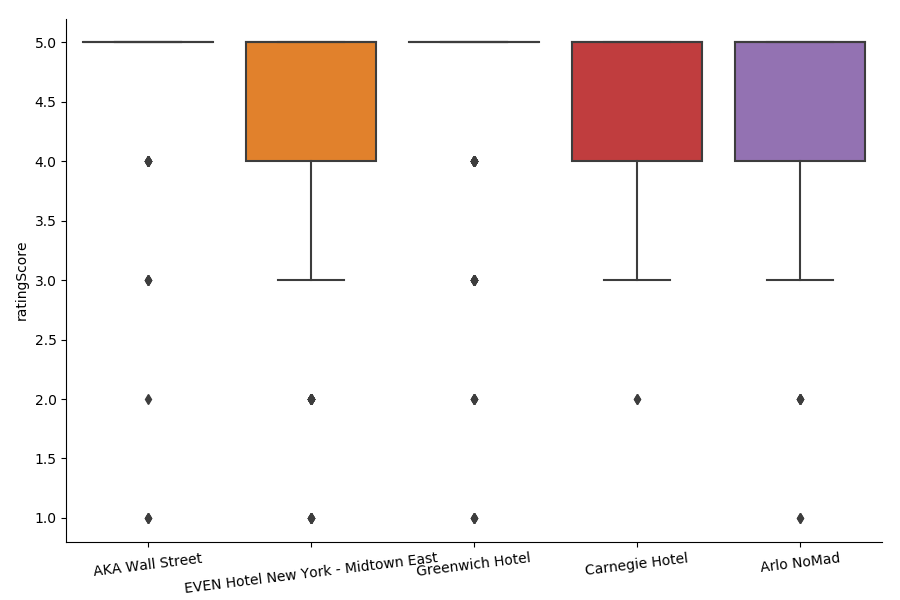 5.0
4.5
4.0
3.5
3.0
2.5
2.0
1.5
1.0
ratingScore
AKA Wall Street
EVEN Hotel New York - Midtown East
Greenwich Hotel
Carnegie Hotel
Arlo NoMad